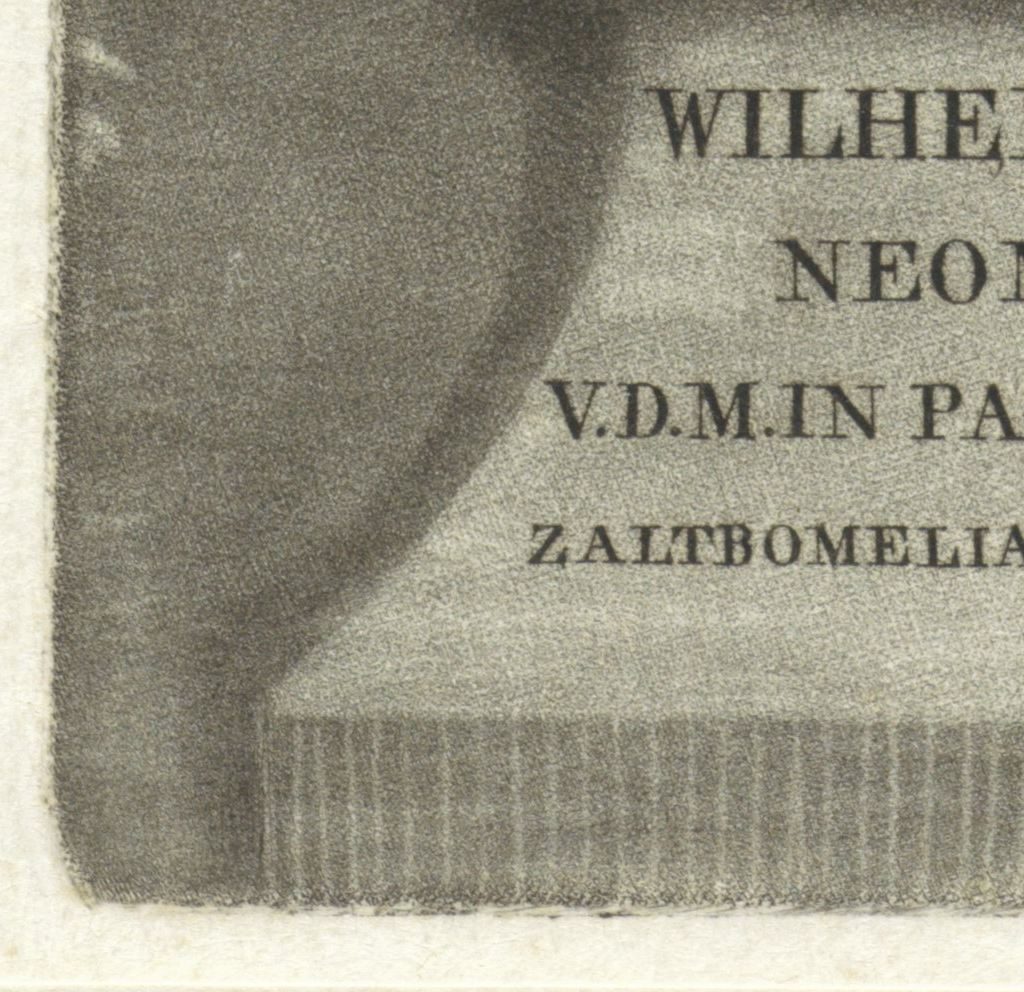 WILHE
NEO
V.D.M.IN PA
ZALTBOMELIA